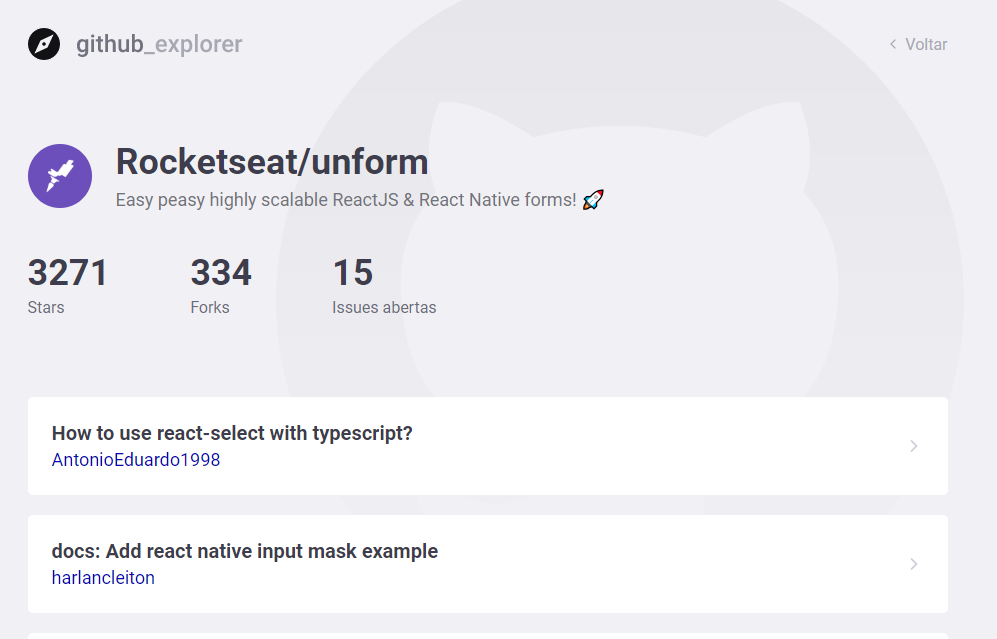 github_explorer
Voltar
Rocketseat/unform
Easy peasy highly scalable ReactJS & React Native forms! 🚀
3271 334 15
Stars Forks Issues abertas
How to use react-select with typescript?
AntonioEduardo1998
docs: Add react native input mask example
harlancleiton